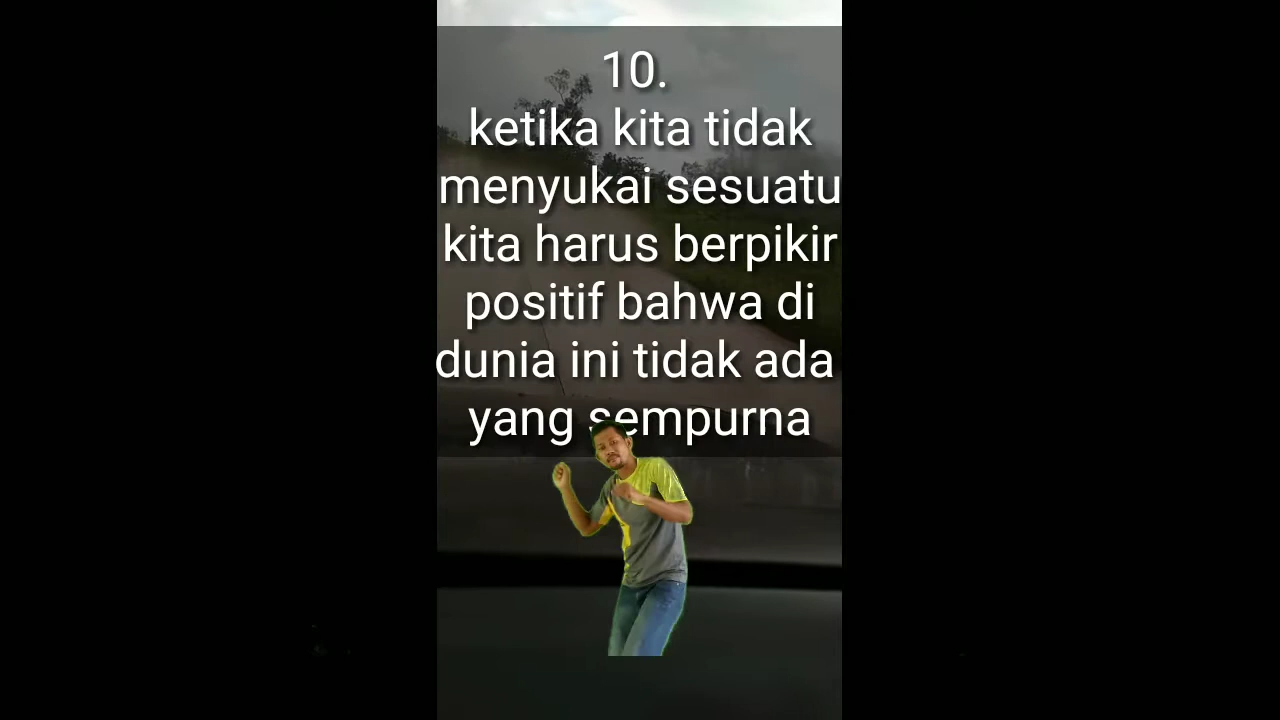 10.
ketika kita tidak
menyukai sesuatu
kita harus berpikir
positif bahwa di
dunia ini tidak ada
yang sempurna